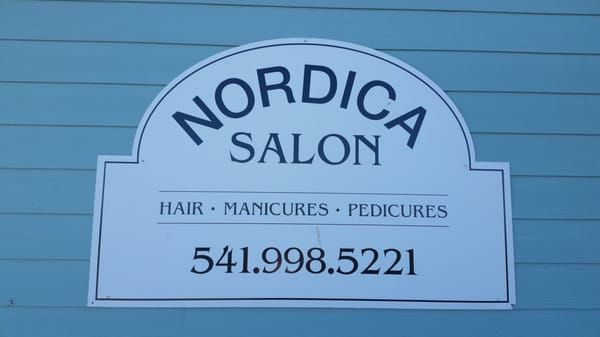 NORDICA
SALON
HAIR · MANICURES · PEDICURES
541.998.5221